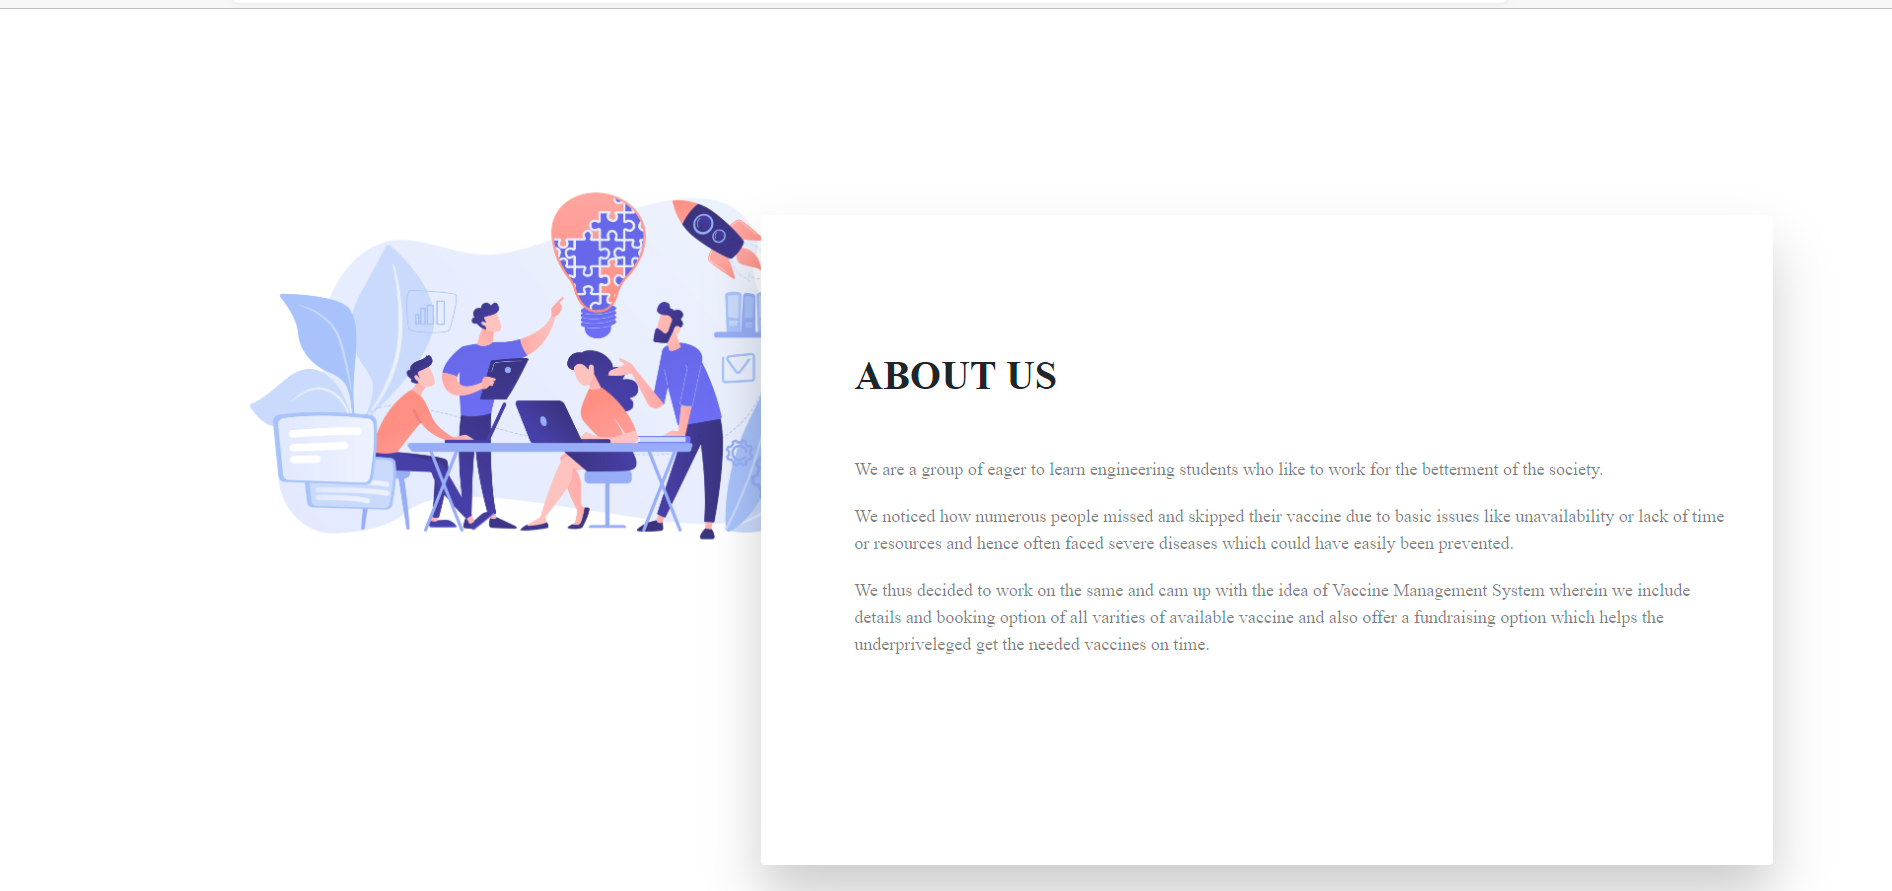 ABOUT US
We are a group of eager to learn engineering students who like to work for the betterment of the society.
We noticed how numerous people missed and skipped their vaccine due to basic issues like unavailability or lack of time
or resources and hence often faced severe diseases which could have easily been prevented.
We thus decided to work on the same and cam up with the idea of Vaccine Management System wherein we include
details and booking option of all varities of available vaccine and also offer a fundraising option which helps the
underpriveleged get the needed vaccines on time.